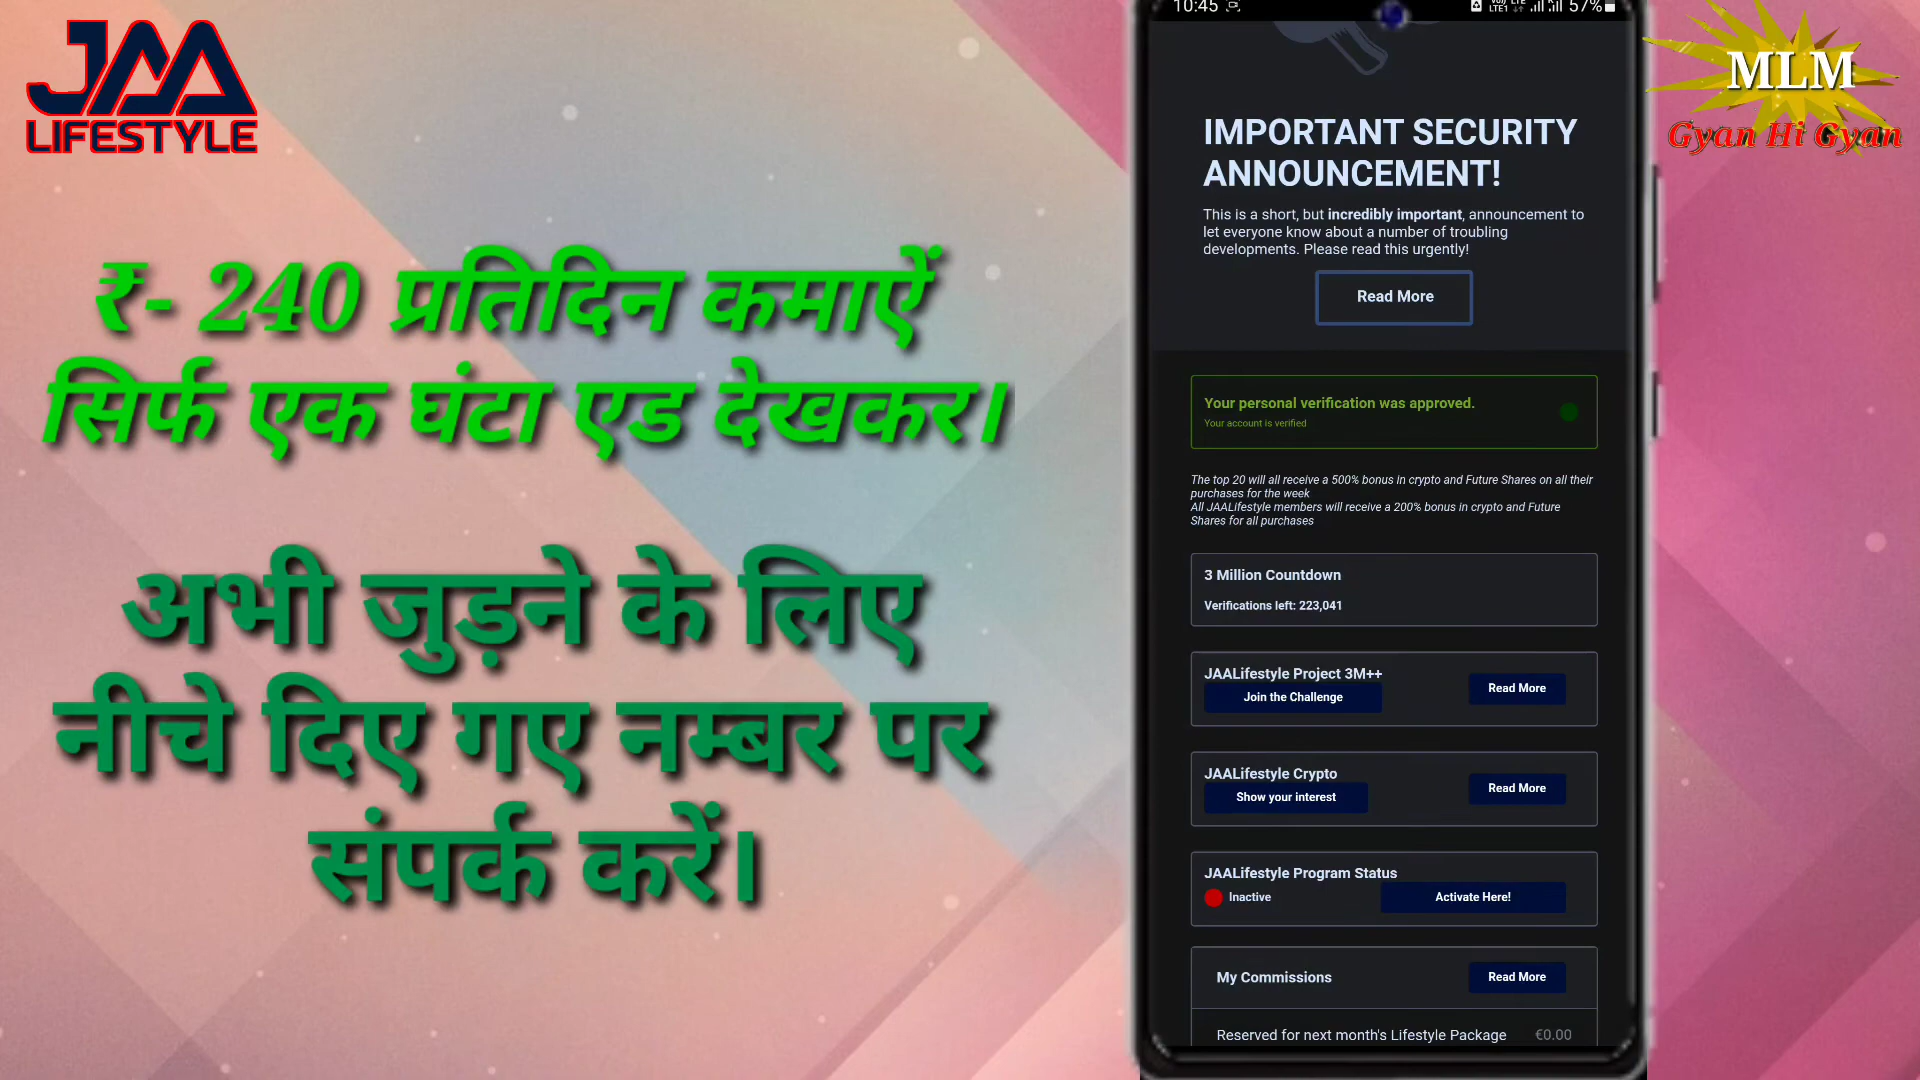 JAA
LIFESTYLE
₹- 240 प्रतिदिन कमाऐं
सिर्फ एक घंटा एड देखकर।
अभी जुड़ने के लिए
नीचे दिए गए नम्बर पर
संपर्क करें।
10:45
57%
IMPORTANT SECURITY
ANNOUNCEMENT!
This is a short, but incredibly important, announcement to
let everyone know about a number of troubling
developments. Please read this urgently!
Read More
Your personal verification was approved.
Your account is verified
The top 20 will all receive a 500% bonus in crypto and Future Shares on all their
purchases for the week
All JAALifestyle members will receive a 200% bonus in crypto and Future
Shares for all purchases
3 Million Countdown
Verifications left: 223,041
JAALifestyle Project 3M++
Join the Challenge
Read More
JAALifestyle Crypto
Show your interest
Read More
JAALifestyle Program Status
Inactive
Activate Here!
My Commissions
Read More
Reserved for next month's Lifestyle Package €0.00
MLM
Gyan Hi Gyan